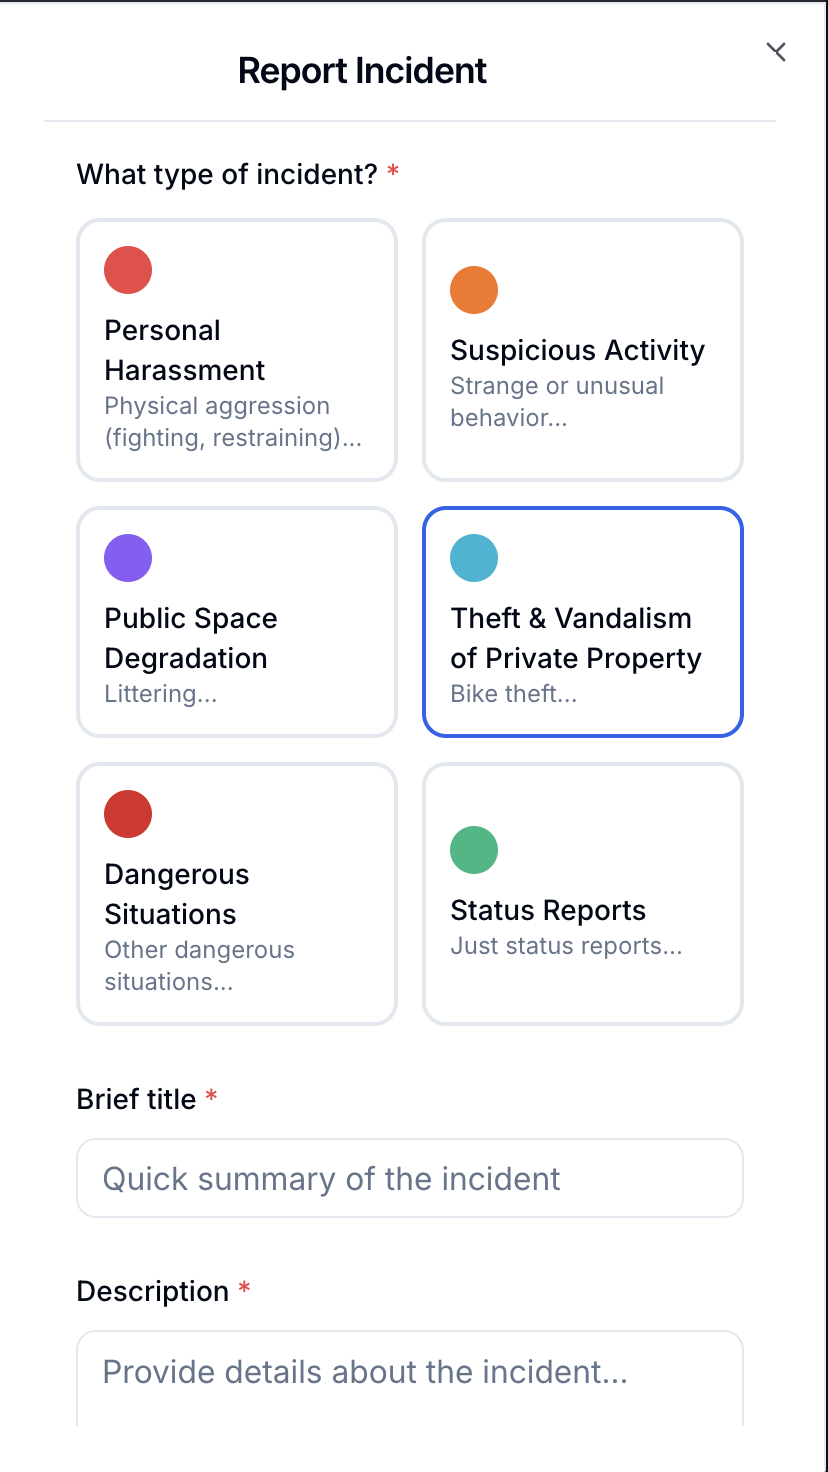 Report Incident
What type of incident? *
Personal
Harassment
Physical aggression
(fighting, restraining)...
Suspicious Activity
Strange or unusual
behavior...
Public Space
Degradation
Littering...
Theft & Vandalism
of Private Property
Bike theft...
Dangerous
Situations
Other dangerous
situations...
Status Reports
Just status reports...
Brief title *
Quick summary of the incident
Description *
Provide details about the incident...